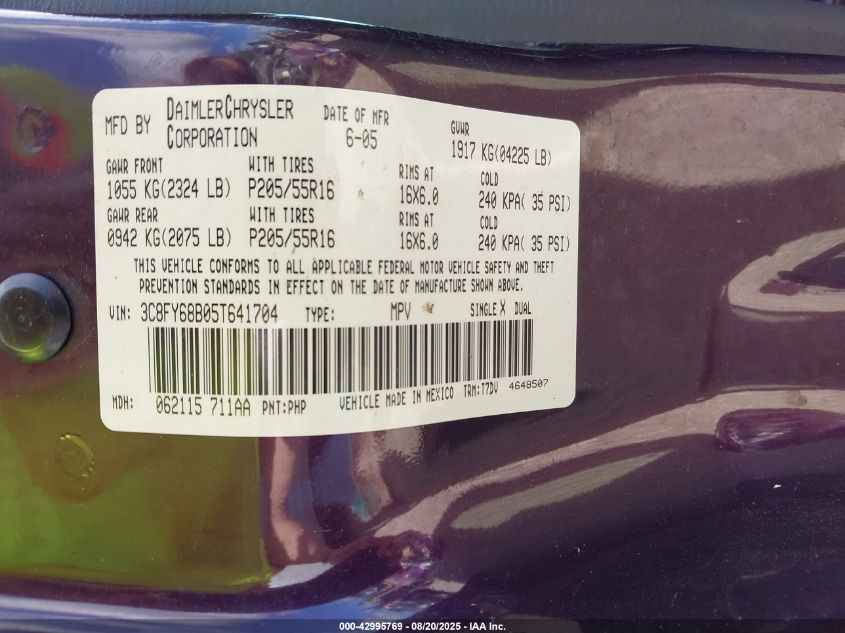 MFD BY DAIMLERCHRYSLER CORPORATION DATE OF MFR 6-05 GVWR 1917 KG(04225 LB)
GAWR FRONT WITH TIRES RIMS AT COLD
1055 KG(2324 LB) P205/55R16 16X6.0 240 KPA( 35 PSI)
GAWR REAR WITH TIRES RIMS AT COLD
0942 KG(2075 LB) P205/55R16 16X6.0 240 KPA( 35 PSI)
THIS VEHICLE CONFORMS TO ALL APPLICABLE FEDERAL MOTOR VEHICLE SAFETY AND THEFT
PREVENTION STANDARDS IN EFFECT ON THE DATE OF MANUFACTURE SHOWN ABOVE.
VIN: 3C8FY68B05T641704 TYPE: MPV SINGLE X DUAL
MDH: 062115 711AA PNT:PHP VEHICLE MADE IN MEXICO TRM:T7DV 4648507
000-42995769 - 08/20/2025 - IAA Inc.